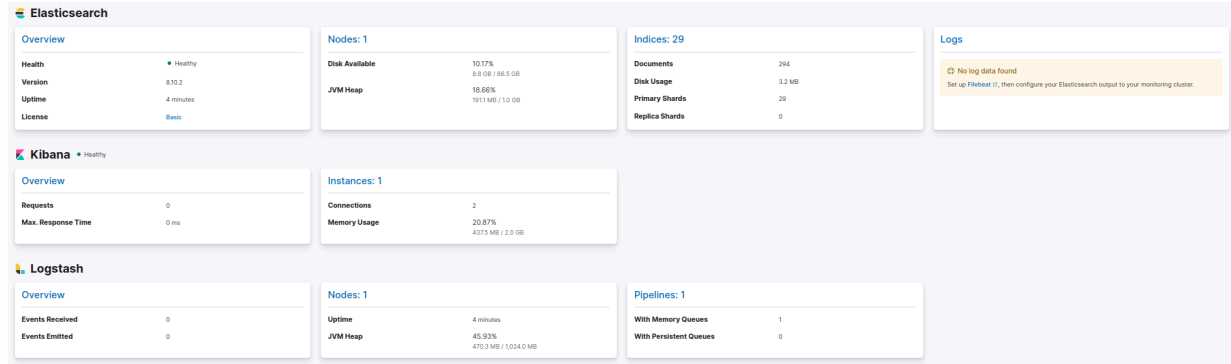 Elasticsearch
Overview
Health Healthy
Version 8.10.2
Uptime 4 minutes
License Basic
Nodes: 1
Disk Available 10.17%
8.8 GB / 86.5 GB
JVM Heap 18.66%
191.1 MB / 1.0 GB
Indices: 29
Documents 294
Disk Usage 3.2 MB
Primary Shards 29
Replica Shards 0
Logs
No log data found
Set up Filebeat, then configure your Elasticsearch output to your monitoring cluster.
Kibana Healthy
Overview
Requests 0
Max. Response Time 0 ms
Instances: 1
Connections 2
Memory Usage 20.87%
437.5 MB / 2.0 GB
Logstash
Overview
Events Received 0
Events Emitted 0
Nodes: 1
Uptime 4 minutes
JVM Heap 45.93%
470.3 MB / 1,024.0 MB
Pipelines: 1
With Memory Queues 1
With Persistent Queues 0